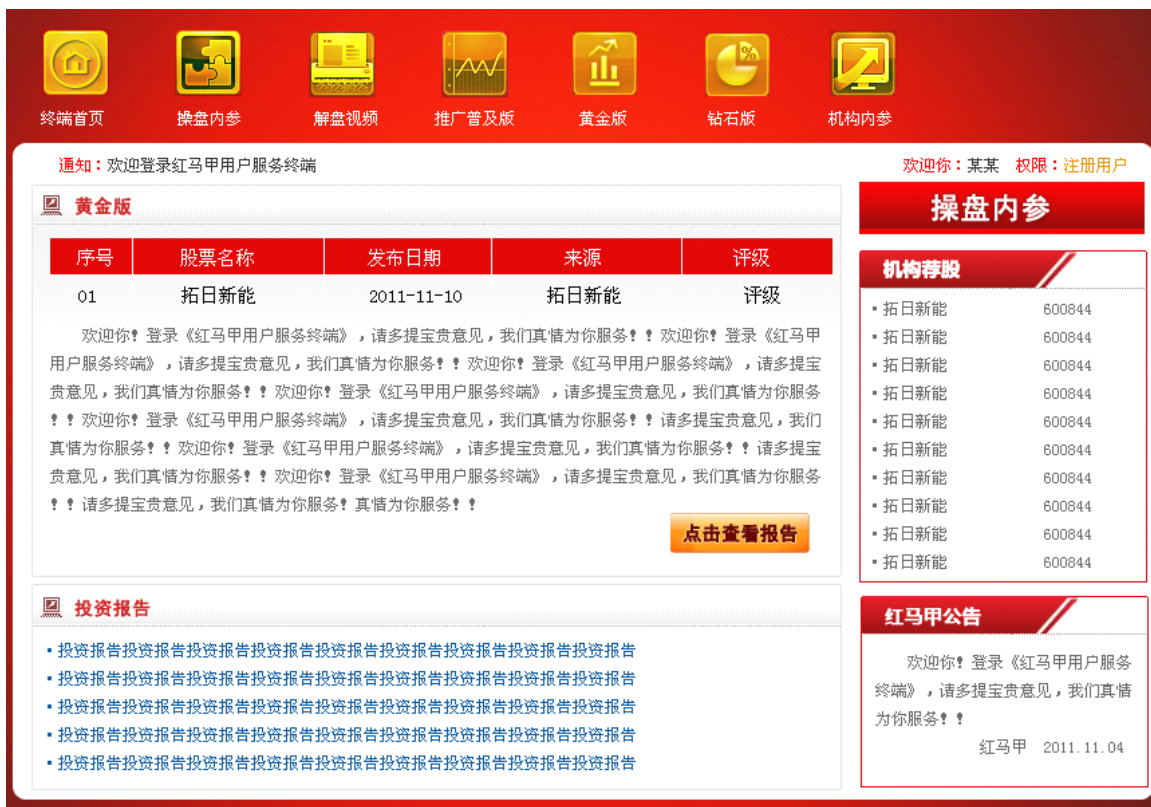 %
终端首页 操盘内参 解盘视频 推广普及版 黄金版 钻石版 机构内参
通知：欢迎登录红马甲用户服务终端
欢迎你：某某 权限：注册用户
黄金版
序号 股票名称 发布日期 来源 评级
01 拓日新能 2011-11-10 拓日新能 评级
欢迎你！登录《红马甲用户服务终端》，请多提宝贵意见，我们真情为你服务！！欢迎你！登录《红马甲
用户服务终端》，请多提宝贵意见，我们真情为你服务！！欢迎你！登录《红马甲用户服务终端》，请多提宝
贵意见，我们真情为你服务！！欢迎你！登录《红马甲用户服务终端》，请多提宝贵意见，我们真情为你服务
！！欢迎你！登录《红马甲用户服务终端》，请多提宝贵意见，我们真情为你服务！！请多提宝贵意见，我们
真情为你服务！！欢迎你！登录《红马甲用户服务终端》，请多提宝贵意见，我们真情为你服务！！请多提宝
贵意见，我们真情为你服务！！欢迎你！登录《红马甲用户服务终端》，请多提宝贵意见，我们真情为你服务
！！请多提宝贵意见，我们真情为你服务！真情为你服务！！
点击查看报告
投资报告
投资报告投资报告投资报告投资报告投资报告投资报告投资报告投资报告投资报告
投资报告投资报告投资报告投资报告投资报告投资报告投资报告投资报告投资报告
投资报告投资报告投资报告投资报告投资报告投资报告投资报告投资报告投资报告
投资报告投资报告投资报告投资报告投资报告投资报告投资报告投资报告投资报告
投资报告投资报告投资报告投资报告投资报告投资报告投资报告投资报告投资报告
操盘内参
机构荐股
拓日新能 600844
拓日新能 600844
拓日新能 600844
拓日新能 600844
拓日新能 600844
拓日新能 600844
拓日新能 600844
拓日新能 600844
拓日新能 600844
拓日新能 600844
红马甲公告
欢迎你！登录《红马甲用户服务
终端》，请多提宝贵意见，我们真情
为你服务！！
红马甲 2011.11.04